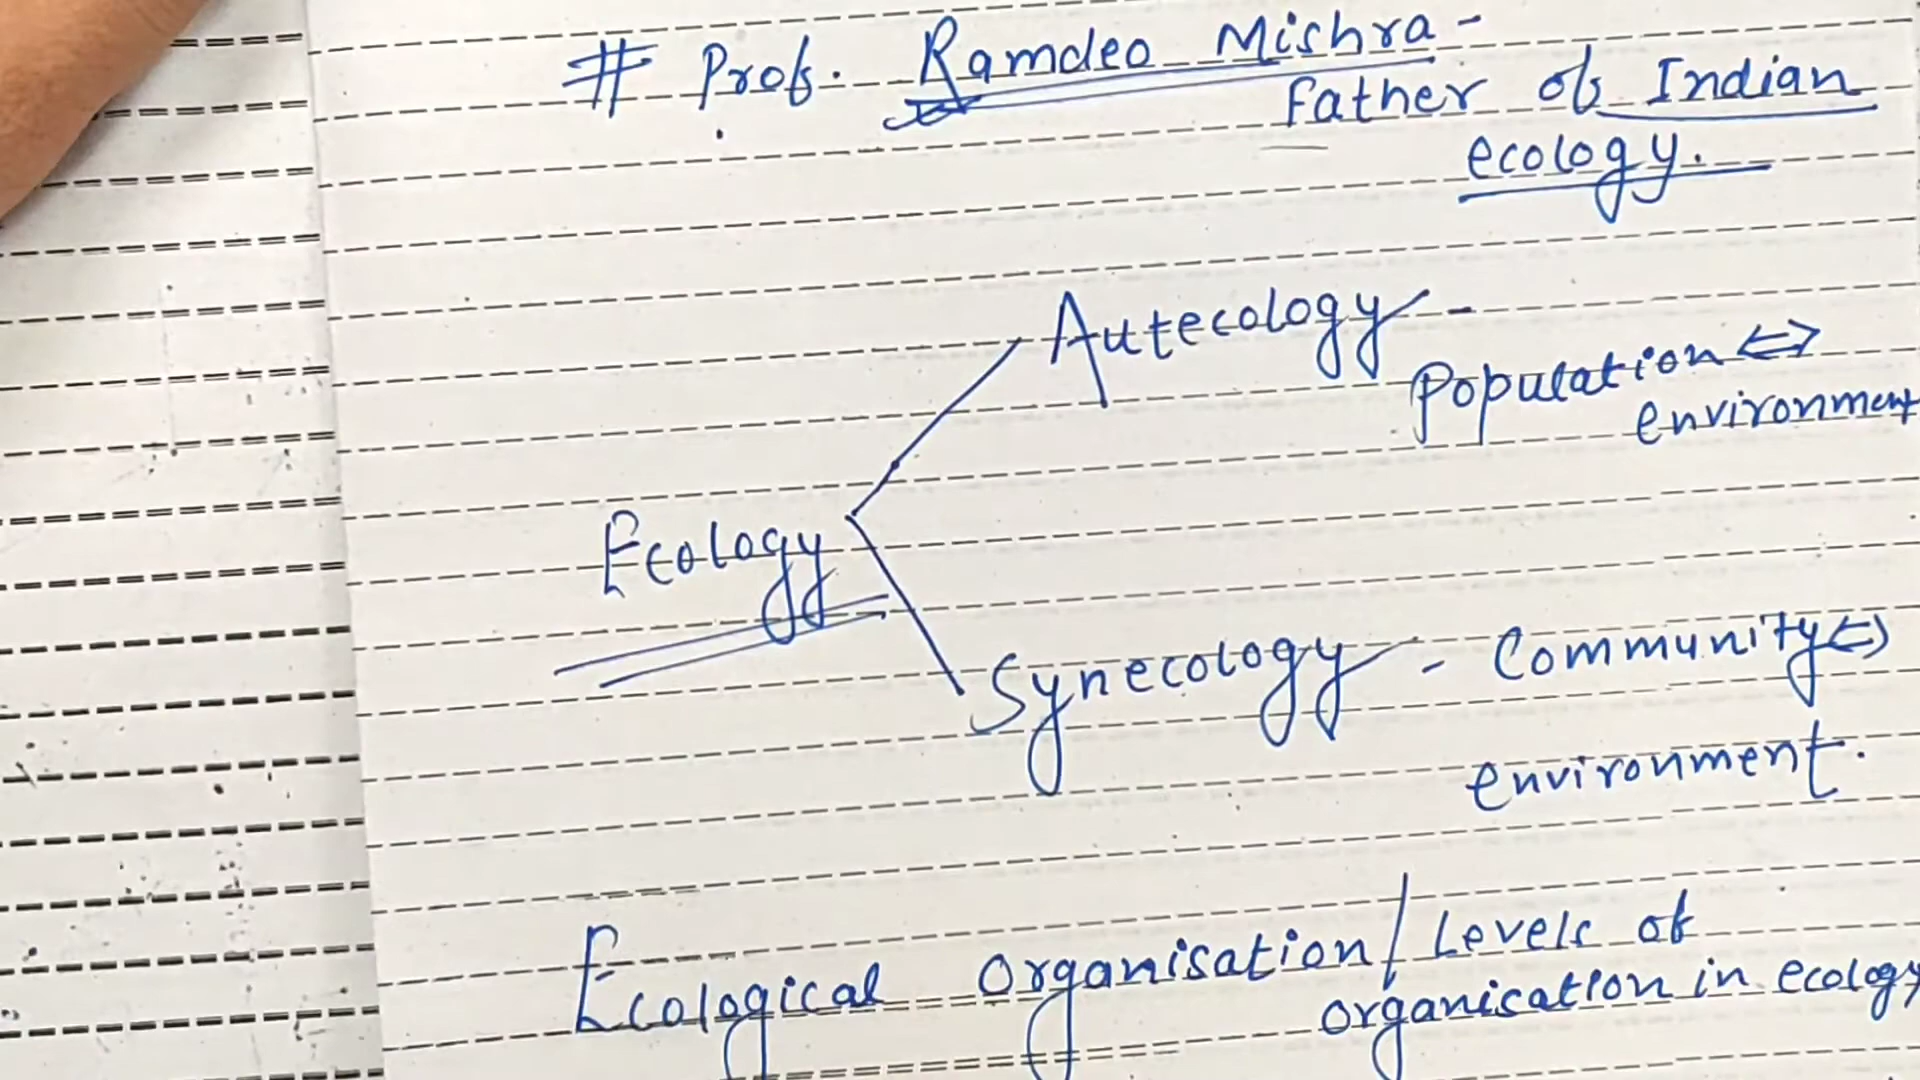 # Prof. Ramdeo Mishra -
Father of Indian
ecology.
Autecology -
Population <=>
environment
Ecology
Synecology - Community <=>
environment.
Ecological Organisation / Levels of
organisation in ecology